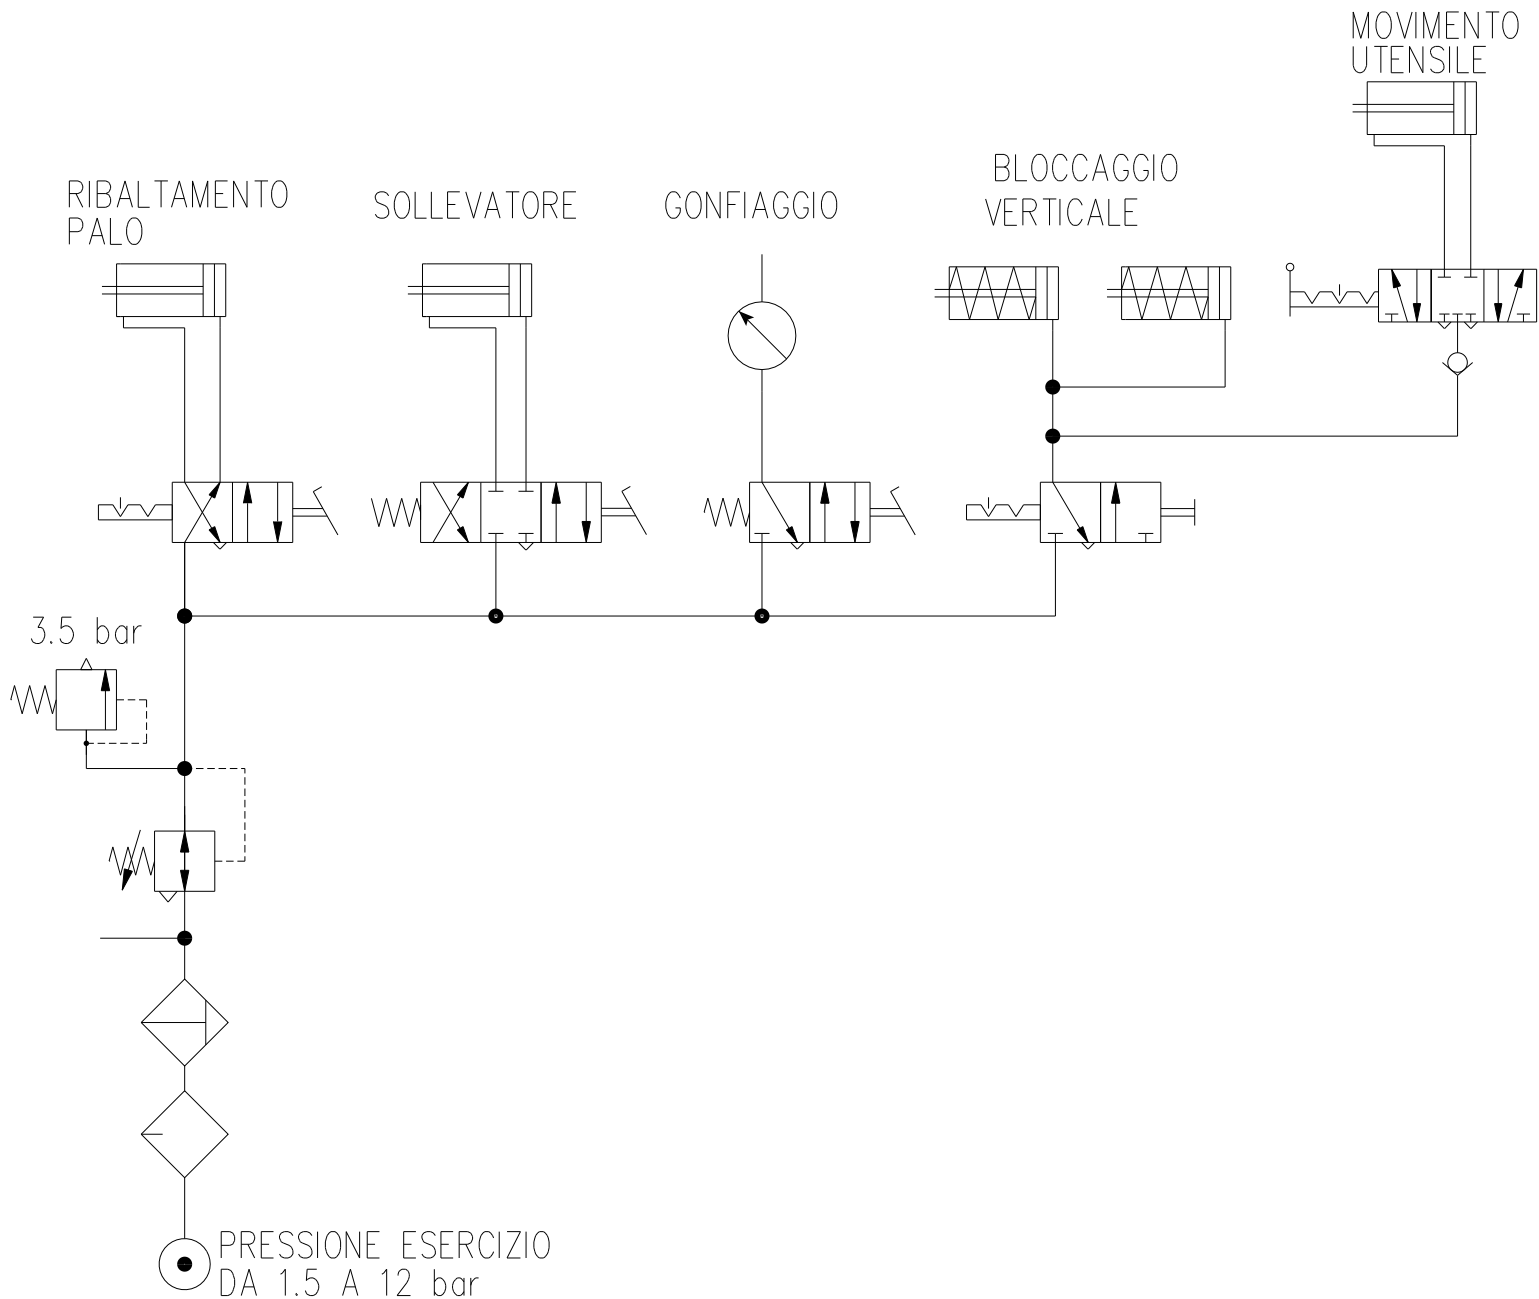 MOVIMENTO
UTENSILE
BLOCCAGGIO
VERTICALE
RIBALTAMENTO
PALO
SOLLEVATORE
GONFIAGGIO
3.5 bar
PRESSIONE ESERCIZIO
DA 1.5 A 12 bar